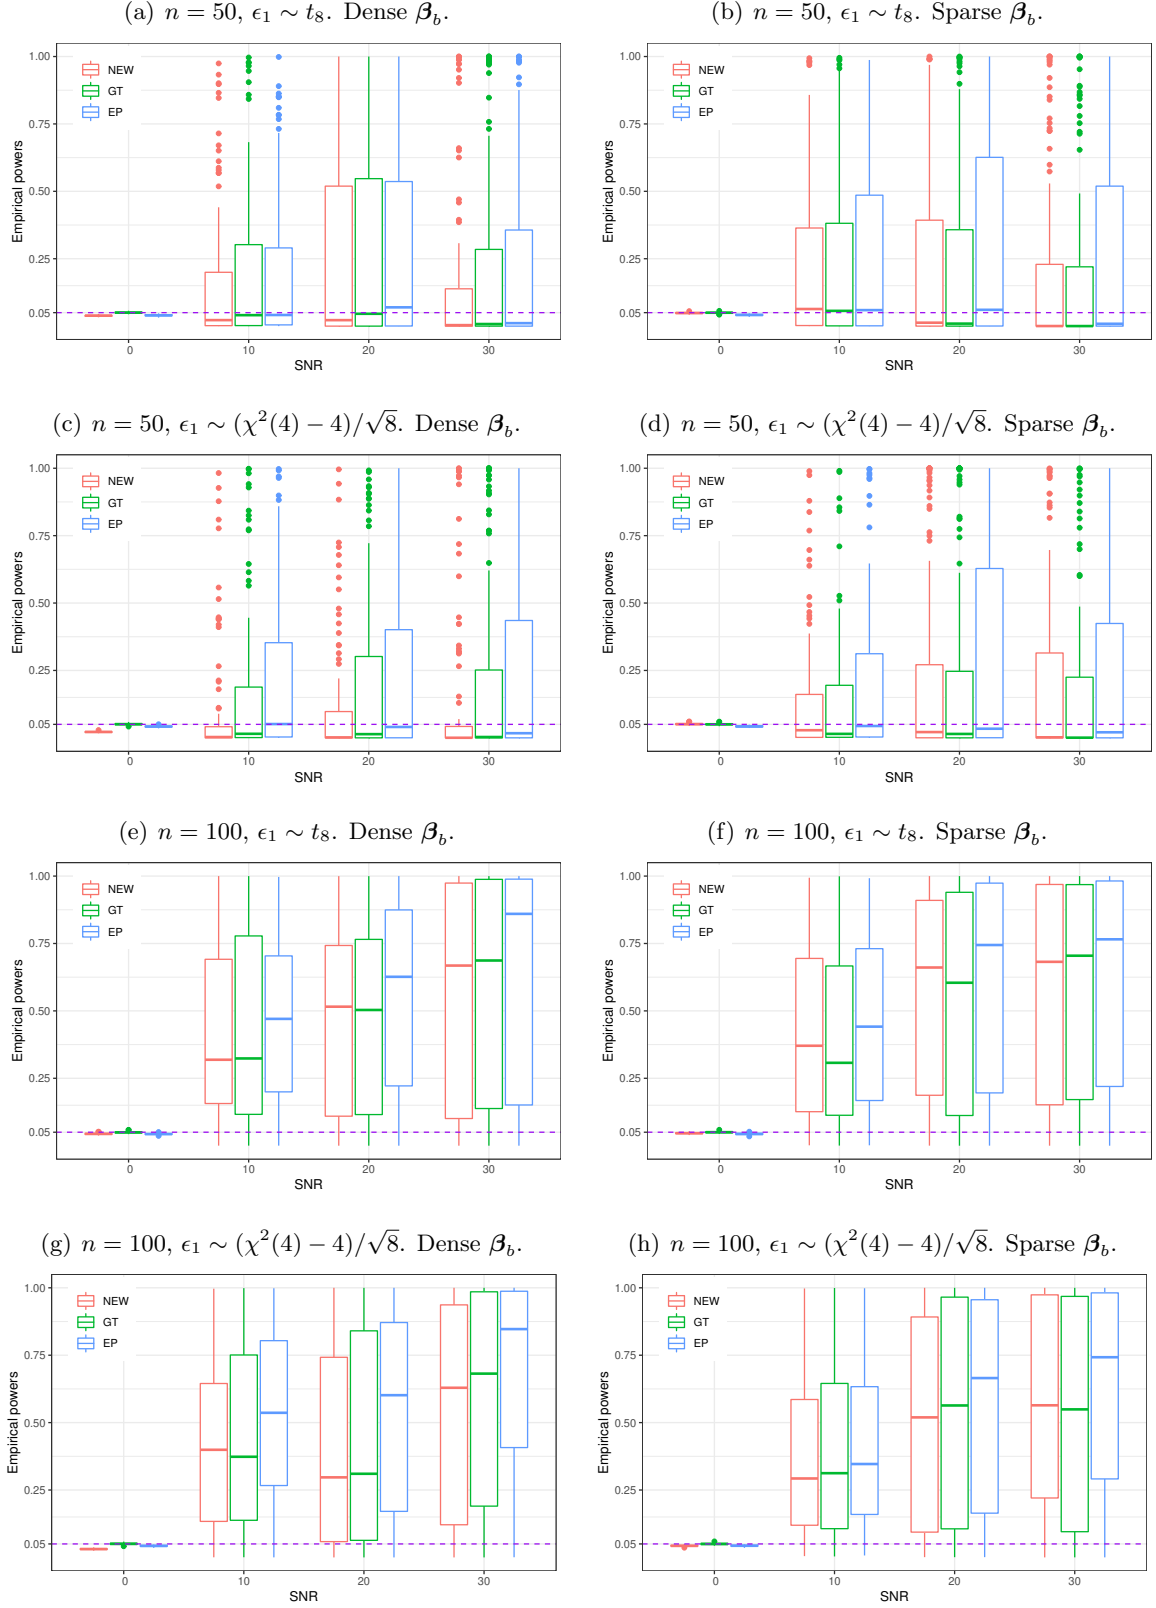 (a) n = 50, ϵ₁ ∼ t₈. Dense β_b.
1.00
0.75
0.50
0.25
0.05
Empirical powers
NEW
GT
EP
0 10 20 30
SNR
(b) n = 50, ϵ₁ ∼ t₈. Sparse β_b.
1.00
0.75
0.50
0.25
0.05
Empirical powers
NEW
GT
EP
0 10 20 30
SNR
(c) n = 50, ϵ₁ ∼ (χ²(4) − 4)/√8. Dense β_b.
1.00
0.75
0.50
0.25
0.05
Empirical powers
NEW
GT
EP
0 10 20 30
SNR
(d) n = 50, ϵ₁ ∼ (χ²(4) − 4)/√8. Sparse β_b.
1.00
0.75
0.50
0.25
0.05
Empirical powers
NEW
GT
EP
0 10 20 30
SNR
(e) n = 100, ϵ₁ ∼ t₈. Dense β_b.
1.00
0.75
0.50
0.25
0.05
Empirical powers
NEW
GT
EP
0 10 20 30
SNR
(f) n = 100, ϵ₁ ∼ t₈. Sparse β_b.
1.00
0.75
0.50
0.25
0.05
Empirical powers
NEW
GT
EP
0 10 20 30
SNR
(g) n = 100, ϵ₁ ∼ (χ²(4) − 4)/√8. Dense β_b.
1.00
0.75
0.50
0.25
0.05
Empirical powers
NEW
GT
EP
0 10 20 30
SNR
(h) n = 100, ϵ₁ ∼ (χ²(4) − 4)/√8. Sparse β_b.
1.00
0.75
0.50
0.25
0.05
Empirical powers
NEW
GT
EP
0 10 20 30
SNR